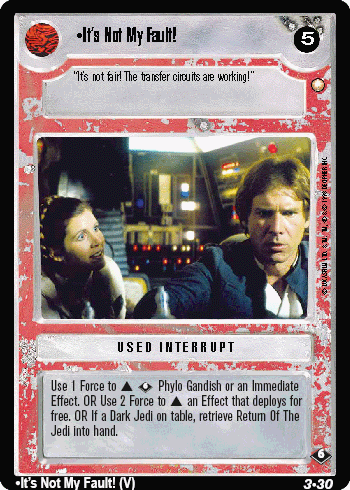 •It's Not My Fault!
5
"It's not fair! The transfer circuits are working!"
USED INTERRUPT
Use 1 Force to ▲ Phylo Gandish or an Immediate
Effect. OR Use 2 Force to ▲ an Effect that deploys for
free. OR If a Dark Jedi on table, retrieve Return Of The
Jedi into hand.
6
•It's Not My Fault! (V)
3-30